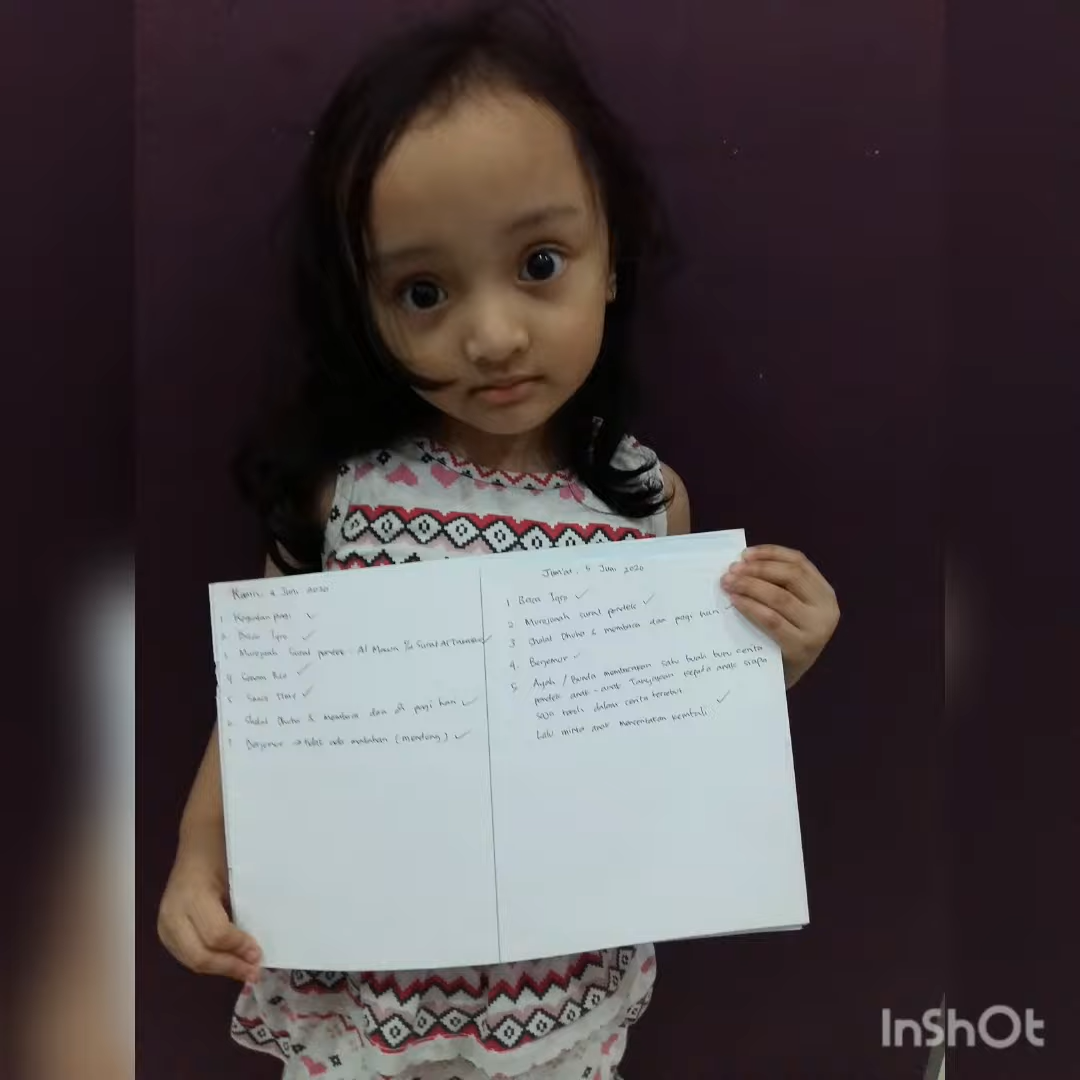 Kamis, 4 Juni 2020
1. Kegiatan pagi ✓
2. Baca Iqro ✓
3. Murojaah surat pendek : Al Maun s/d Surat At Takatsur ✓
4. ✓
5. ✓
6. Sholat Dhuha & membaca doa di pagi hari ✓
7. Berjemur → tidak ada matahari (mendung) ✓
Jum'at, 5 Juni 2020
1 Baca Iqro ✓
2 Murojaah surat pendek ✓
3 Sholat Dhuha & membaca doa pagi hari ✓
4. Berjemur ✓
5. Ayah / Bunda membacakan satu buah buku cerita
pendek anak-anak. Tanyakan kepada anak siapa
saja tokoh dalam cerita tersebut
Lalu minta anak menceritakan kembali ✓
InShOt